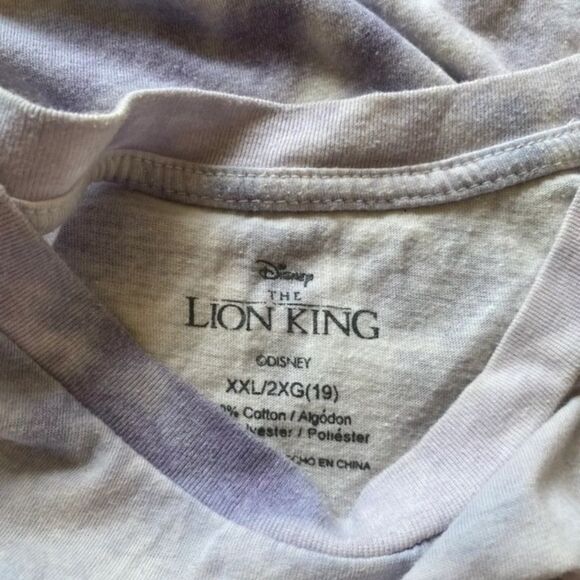 Disney
THE
LION KING
©DISNEY
XXL/2XG(19)
% Cotton / Algodón
/ Poliéster
EN CHINA